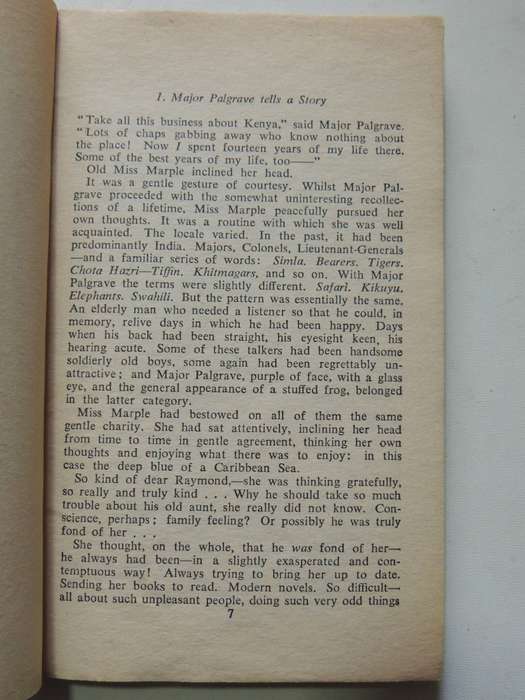 1. Major Palgrave tells a Story
"Take all this business about Kenya," said Major Palgrave.
"Lots of chaps gabbing away who know nothing about
the place! Now I spent fourteen years of my life there.
Some of the best years of my life, too——"
Old Miss Marple inclined her head.
It was a gentle gesture of courtesy. Whilst Major Pal-
grave proceeded with the somewhat uninteresting recollec-
tions of a lifetime, Miss Marple peacefully pursued her
own thoughts. It was a routine with which she was well
acquainted. The locale varied. In the past, it had been
predominantly India. Majors, Colonels, Lieutenant-Generals
—and a familiar series of words: Simla. Bearers. Tigers.
Chota Hazri—Tiffin. Khitmagars, and so on. With Major
Palgrave the terms were slightly different. Safari. Kikuyu.
Elephants. Swahili. But the pattern was essentially the same.
An elderly man who needed a listener so that he could, in
memory, relive days in which he had been happy. Days
when his back had been straight, his eyesight keen, his
hearing acute. Some of these talkers had been handsome
soldierly old boys, some again had been regrettably un-
attractive; and Major Palgrave, purple of face, with a glass
eye, and the general appearance of a stuffed frog, belonged
in the latter category.
Miss Marple had bestowed on all of them the same
gentle charity. She had sat attentively, inclining her head
from time to time in gentle agreement, thinking her own
thoughts and enjoying what there was to enjoy: in this
case the deep blue of a Caribbean Sea.
So kind of dear Raymond,—she was thinking gratefully,
so really and truly kind . . . Why he should take so much
trouble about his old aunt, she really did not know. Con-
science, perhaps; family feeling? Or possibly he was truly
fond of her . . .
She thought, on the whole, that he was fond of her—
he always had been—in a slightly exasperated and con-
temptuous way! Always trying to bring her up to date.
Sending her books to read. Modern novels. So difficult—
all about such unpleasant people, doing such very odd things
7